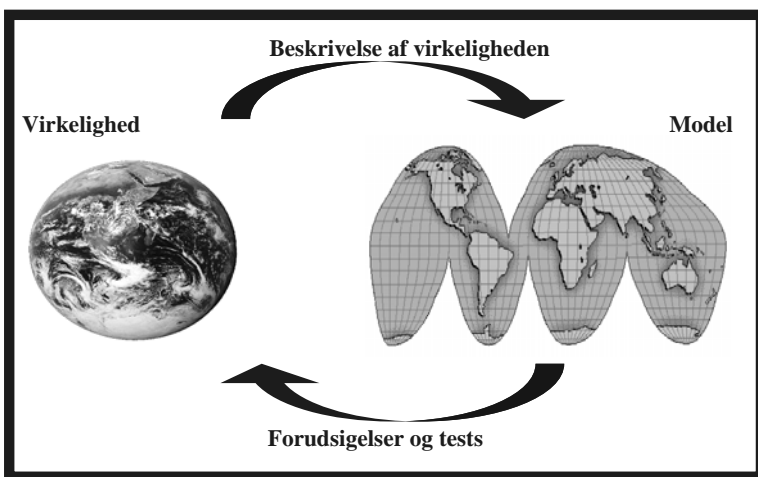 Beskrivelse af virkeligheden
Virkelighed
Model
Forudsigelser og tests